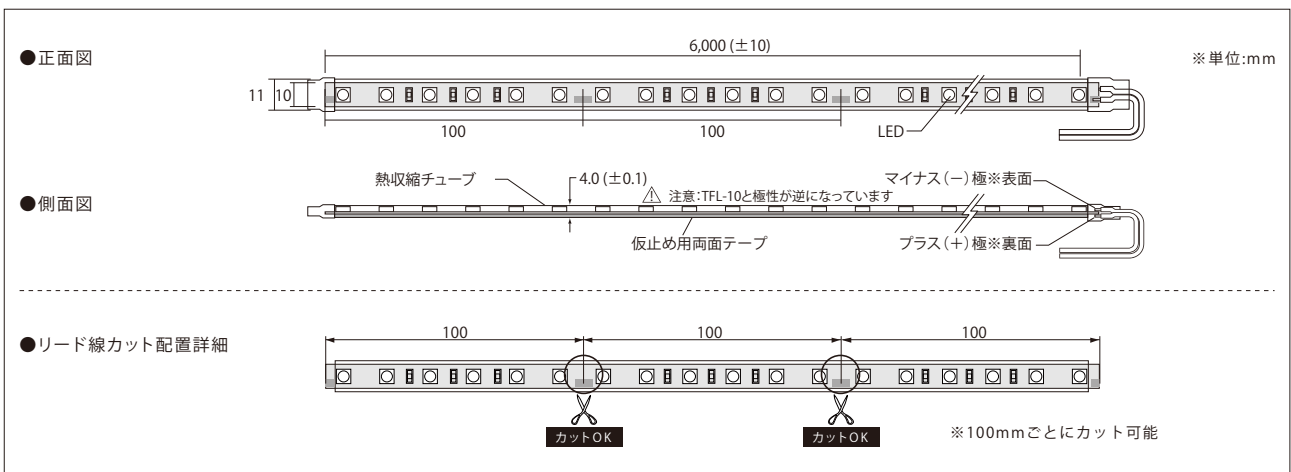 ●正面図
6,000 (±10)
※単位:mm
11
10
100
100
LED
●側面図
熱収縮チューブ
4.0 (±0.1)
注意:TFL-10と極性が逆になっています
マイナス(−)極※表面
仮止め用両面テープ
プラス(+)極※裏面
●リード線カット配置詳細
100
100
100
カットOK
カットOK
※100mmごとにカット可能